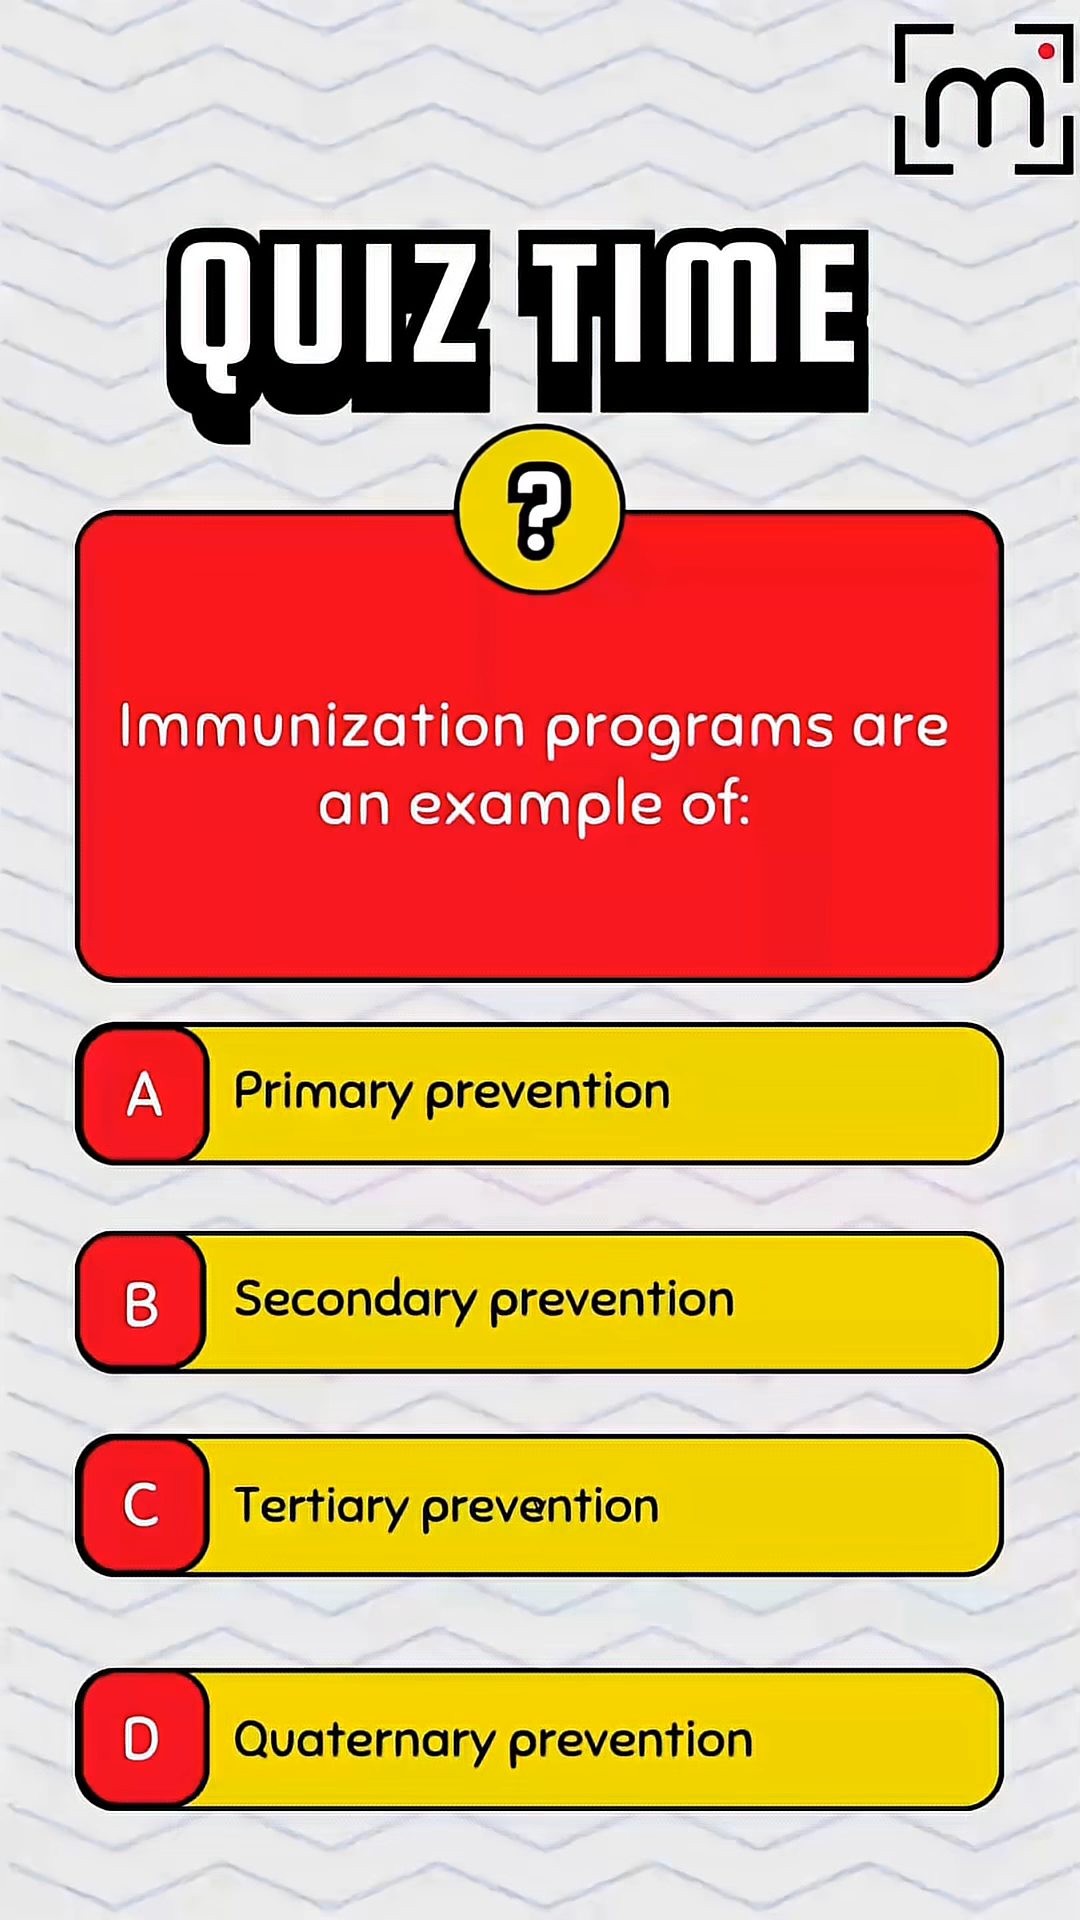 m
QUIZ TIME
?
Immunization programs are
an example of:
A Primary prevention
B Secondary prevention
C Tertiary prevention
D Quaternary prevention